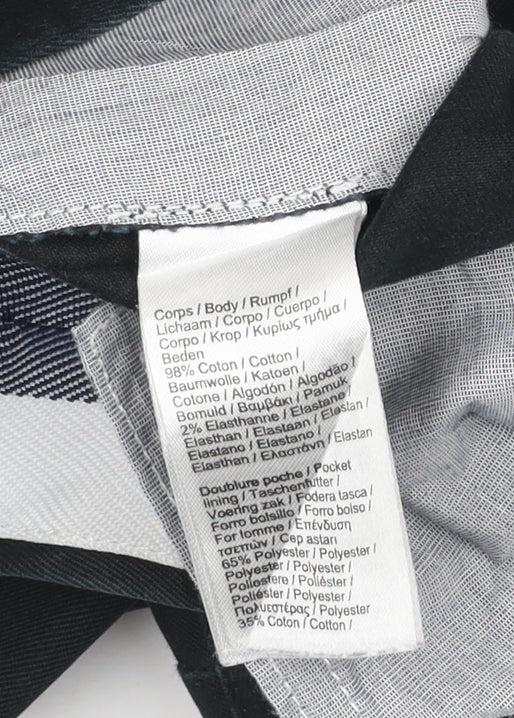 Corps / Body / Rumpf /
Lichaam / Corpo / Cuerpo /
Corpo / Krop / Κυρίως τμήμα /
Beden
98% Coton / Cotton /
Baumwolle / Katoen /
Cotone / Algodón / Algodão /
Bomuld / Βαμβάκι / Pamuk
2% Elasthanne / Elastane /
Elasthan / Elastaan / Elastan /
Elastano / Elastano /
Elasthan / Ελαστάνη / Elastan
Doublure poche / Pocket
lining / Taschenfutter /
Voering zak / Fodera tasca /
Forro bolsillo / Forro bolso /
For lomme / Επένδυση
τσεπών / Cep astarı
65% Polyester / Polyester /
Polyester / Polyester /
Poliestere / Poliéster /
Poliéster / Polyester /
Πολυεστέρας / Polyester
35% Coton / Cotton /